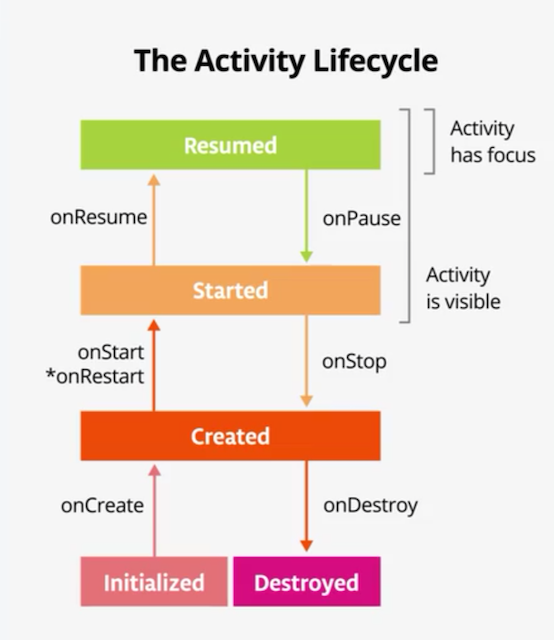 The Activity Lifecycle
Resumed
Activity
has focus
onResume
onPause
Started
Activity
is visible
onStart
*onRestart
onStop
Created
onCreate
onDestroy
Initialized
Destroyed